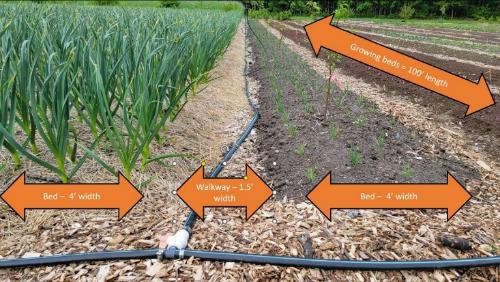 Growing beds = 100' length
Bed – 4' width
Walkway – 1.5'
width
Bed – 4' width